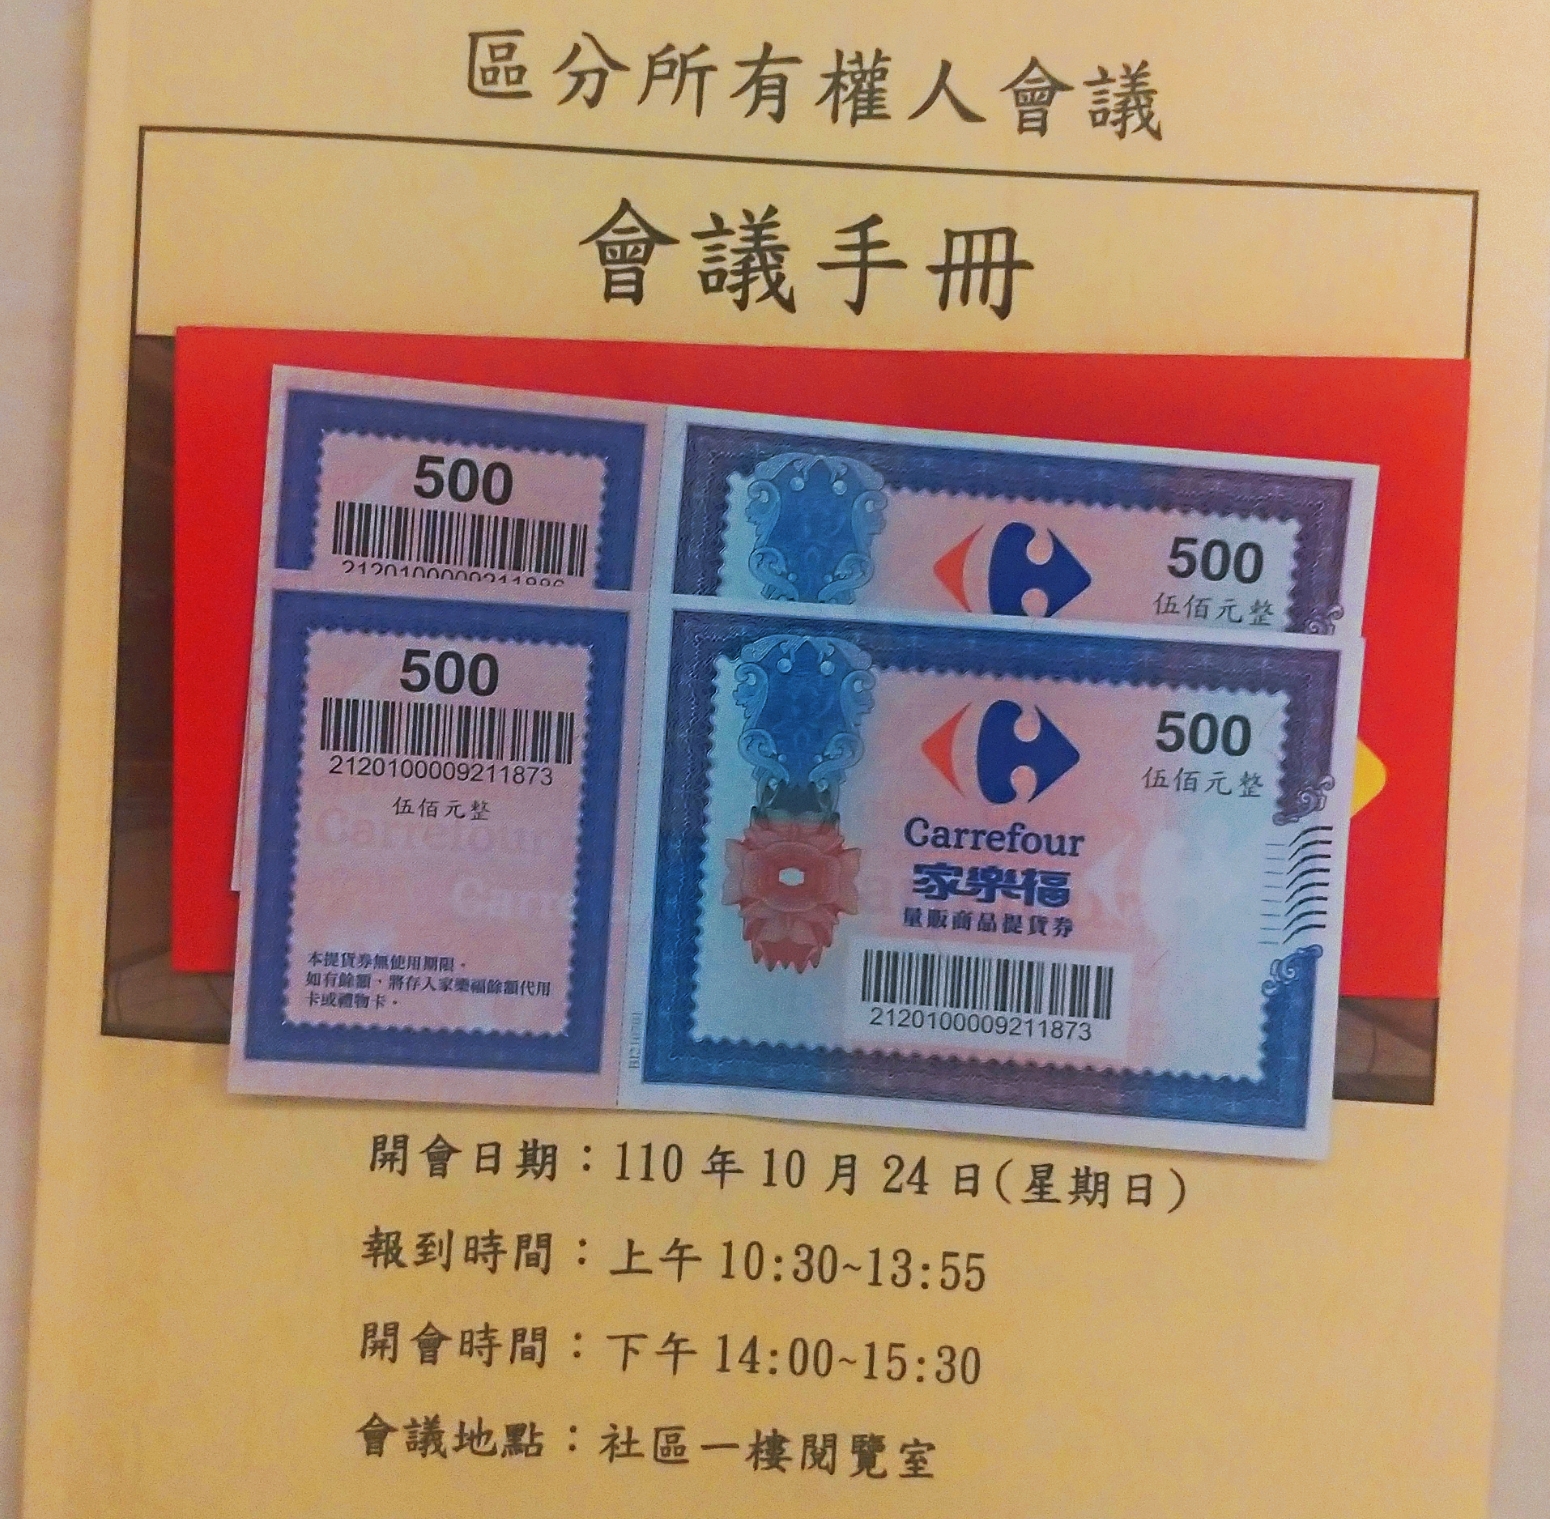 區分所有權人會議
會議手冊
500
500
伍佰元整
500
2120100009211873
伍佰元整
Carrefour
本提貨券無使用期限。
如有餘額,將存入家樂福餘額代用
卡或禮物卡。
500
伍佰元整
Carrefour
家樂福
量販商品提貨券
2120100009211873
開會日期:110 年 10 月 24 日(星期日)
報到時間:上午 10:30~13:55
開會時間:下午 14:00~15:30
會議地點:社區一樓閱覽室